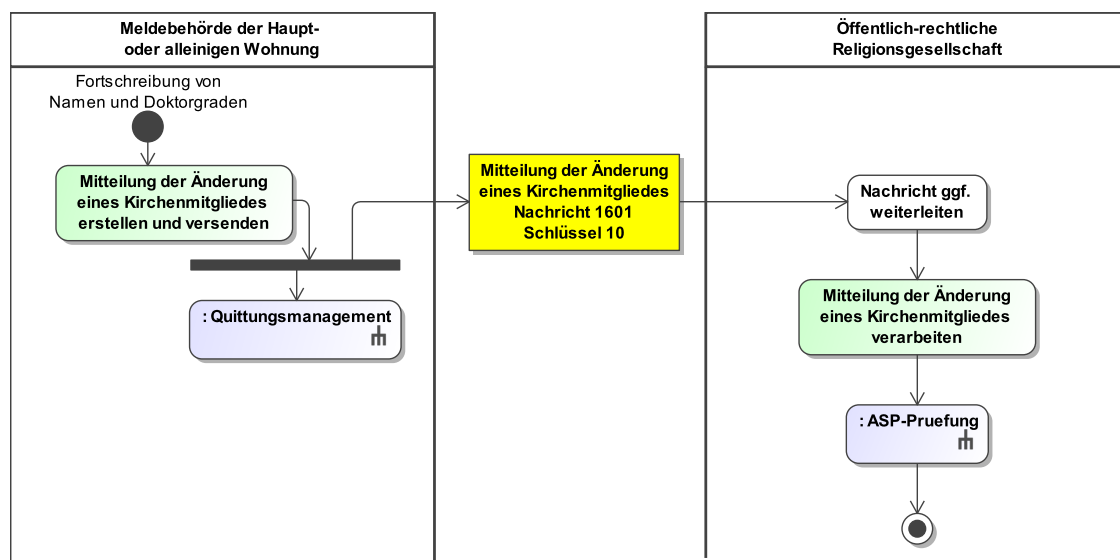 Meldebehörde der Haupt-
oder alleinigen Wohnung
Fortschreibung von
Namen und Doktorgraden
Mitteilung der Änderung
eines Kirchenmitgliedes
erstellen und versenden
: Quittungsmanagement
Mitteilung der Änderung
eines Kirchenmitgliedes
Nachricht 1601
Schlüssel 10
Öffentlich-rechtliche
Religionsgesellschaft
Nachricht ggf.
weiterleiten
Mitteilung der Änderung
eines Kirchenmitgliedes
verarbeiten
: ASP-Pruefung